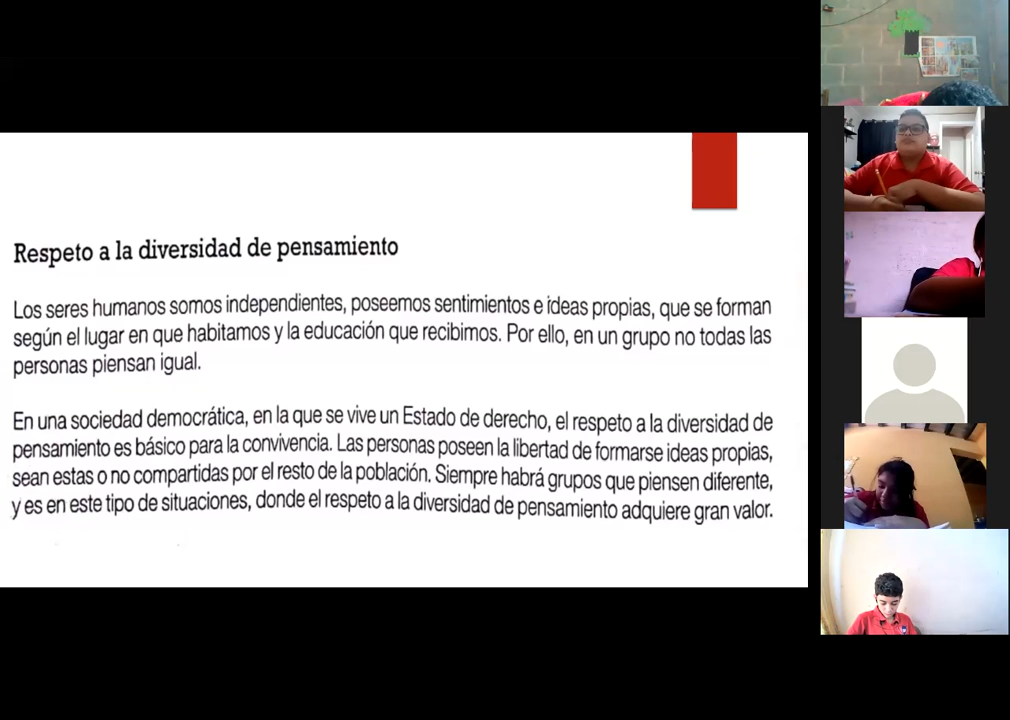 Respeto a la diversidad de pensamiento
Los seres humanos somos independientes, poseemos sentimientos e ideas propias, que se forman
según el lugar en que habitamos y la educación que recibimos. Por ello, en un grupo no todas las
personas piensan igual.
En una sociedad democrática, en la que se vive un Estado de derecho, el respeto a la diversidad de
pensamiento es básico para la convivencia. Las personas poseen la libertad de formarse ideas propias,
sean estas o no compartidas por el resto de la población. Siempre habrá grupos que piensen diferente,
y es en este tipo de situaciones, donde el respeto a la diversidad de pensamiento adquiere gran valor.